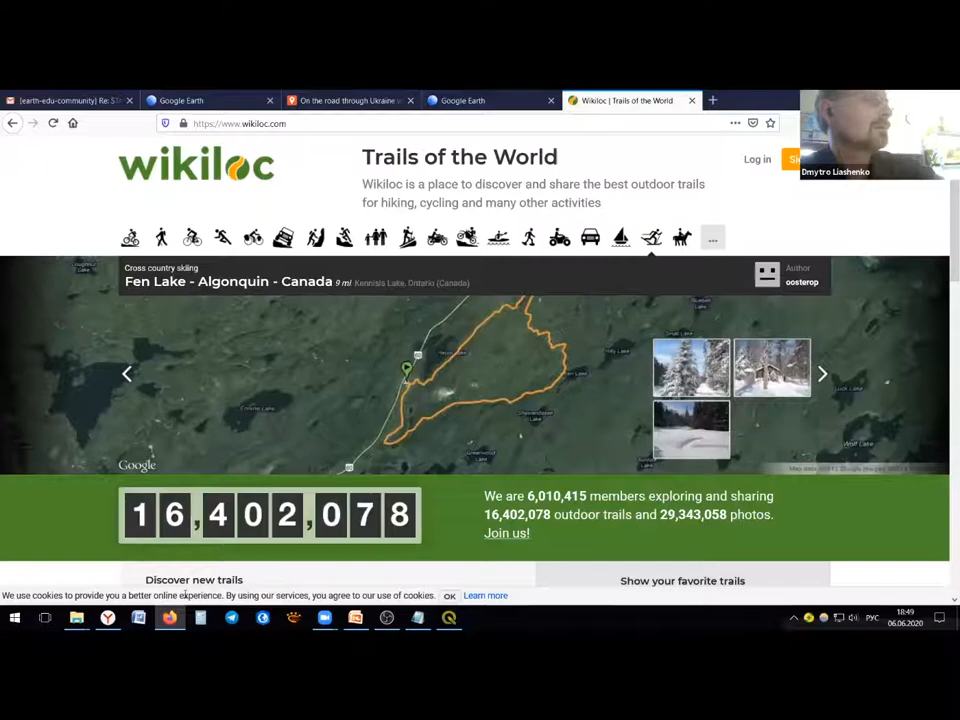 [earth-edu-community] Re: ST
Google Earth
On the road through Ukraine
Google Earth
Wikiloc | Trails of the World
https://www.wikiloc.com
wikiloc
Trails of the World
Wikiloc is a place to discover and share the best outdoor trails
for hiking, cycling and many other activities
Log in
Dmytro Liashenko
...
Cross country skiing
Fen Lake - Algonquin - Canada 9 mi Kennisis Lake, Ontario (Canada)
Author
oosterop
Google
16,402,078
We are 6,010,415 members exploring and sharing
16,402,078 outdoor trails and 29,343,058 photos.
Join us!
Discover new trails
Show your favorite trails
We use cookies to provide you a better online experience. By using our services, you agree to our use of cookies.
OK
Learn more
РУС
18:49
06.06.2020